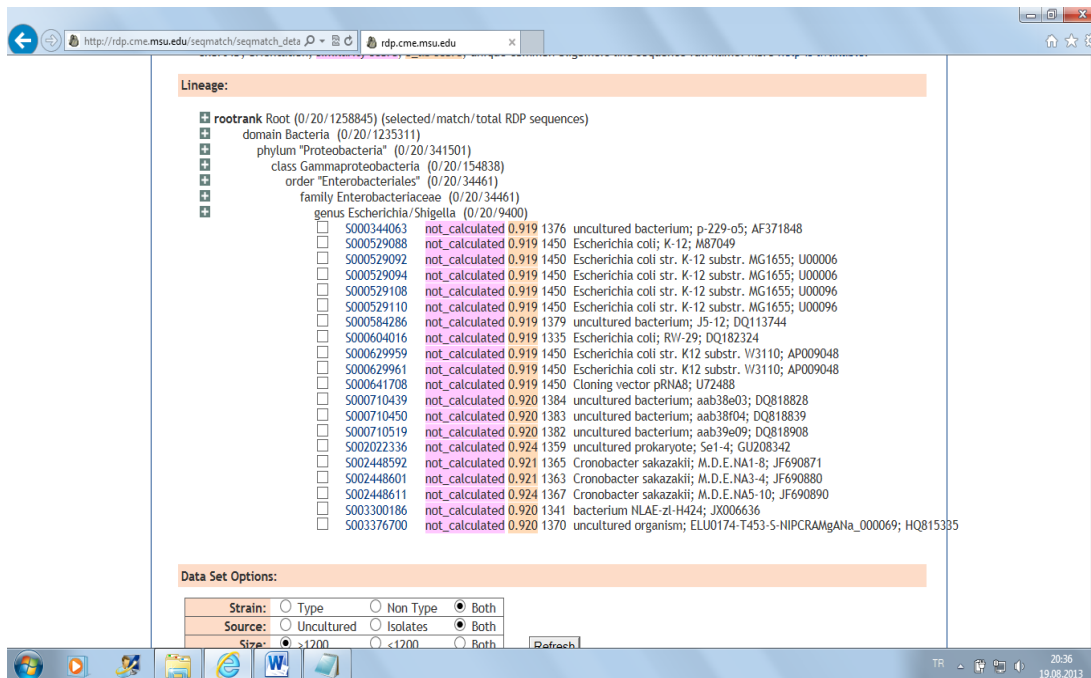 http://rdp.cme.msu.edu/seqmatch/seqmatch_deta
rdp.cme.msu.edu
Lineage:
rootrank Root (0/20/1258845) (selected/match/total RDP sequences)
domain Bacteria (0/20/1235311)
phylum "Proteobacteria" (0/20/341501)
class Gammaproteobacteria (0/20/154838)
order "Enterobacteriales" (0/20/34461)
family Enterobacteriaceae (0/20/34461)
genus Escherichia/Shigella (0/20/9400)
S000344063 not_calculated 0.919 1376 uncultured bacterium; p-229-o5; AF371848
S000529088 not_calculated 0.919 1450 Escherichia coli; K-12; M87049
S000529092 not_calculated 0.919 1450 Escherichia coli str. K-12 substr. MG1655; U00006
S000529094 not_calculated 0.919 1450 Escherichia coli str. K-12 substr. MG1655; U00006
S000529108 not_calculated 0.919 1450 Escherichia coli str. K-12 substr. MG1655; U00096
S000529110 not_calculated 0.919 1450 Escherichia coli str. K-12 substr. MG1655; U00096
S000584286 not_calculated 0.919 1379 uncultured bacterium; J5-12; DQ113744
S000604016 not_calculated 0.919 1335 Escherichia coli; RW-29; DQ182324
S000629959 not_calculated 0.919 1450 Escherichia coli str. K12 substr. W3110; AP009048
S000629961 not_calculated 0.919 1450 Escherichia coli str. K12 substr. W3110; AP009048
S000641708 not_calculated 0.919 1450 Cloning vector pRNA8; U72488
S000710439 not_calculated 0.920 1384 uncultured bacterium; aab38e03; DQ818828
S000710450 not_calculated 0.920 1383 uncultured bacterium; aab38f04; DQ818839
S000710519 not_calculated 0.920 1382 uncultured bacterium; aab39e09; DQ818908
S002022336 not_calculated 0.924 1359 uncultured prokaryote; Se1-4; GU208342
S002448592 not_calculated 0.921 1365 Cronobacter sakazakii; M.D.E.NA1-8; JF690871
S002448601 not_calculated 0.921 1363 Cronobacter sakazakii; M.D.E.NA3-4; JF690880
S002448611 not_calculated 0.924 1367 Cronobacter sakazakii; M.D.E.NA5-10; JF690890
S003300186 not_calculated 0.920 1341 bacterium NLAE-zl-H424; JX006636
S003376700 not_calculated 0.920 1370 uncultured organism; ELU0174-T453-S-NIPCRAMgANa_000069; HQ815335
Data Set Options:
Strain: Type Non Type Both
Source: Uncultured Isolates Both
Size: >1200 <1200 Both Refresh
TR 20:36
19.08.2013